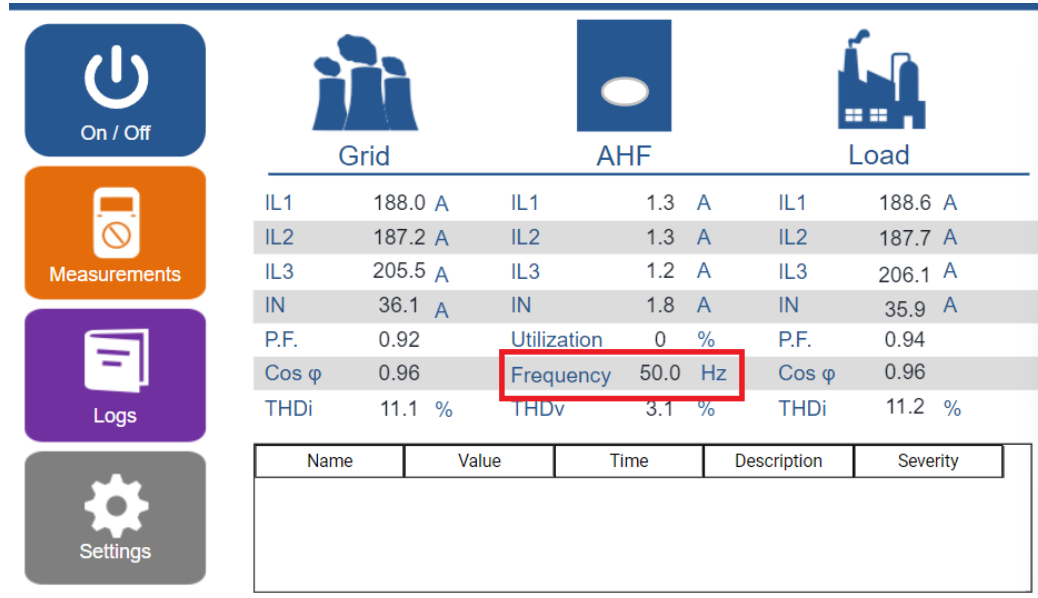 On / Off
Measurements
Logs
Settings
Grid AHF Load
IL1 188.0 A IL1 1.3 A IL1 188.6 A
IL2 187.2 A IL2 1.3 A IL2 187.7 A
IL3 205.5 A IL3 1.2 A IL3 206.1 A
IN 36.1 A IN 1.8 A IN 35.9 A
P.F. 0.92 Utilization 0 % P.F. 0.94
Cos φ 0.96 Frequency 50.0 Hz Cos φ 0.96
THDi 11.1 % THDv 3.1 % THDi 11.2 %
Name Value Time Description Severity